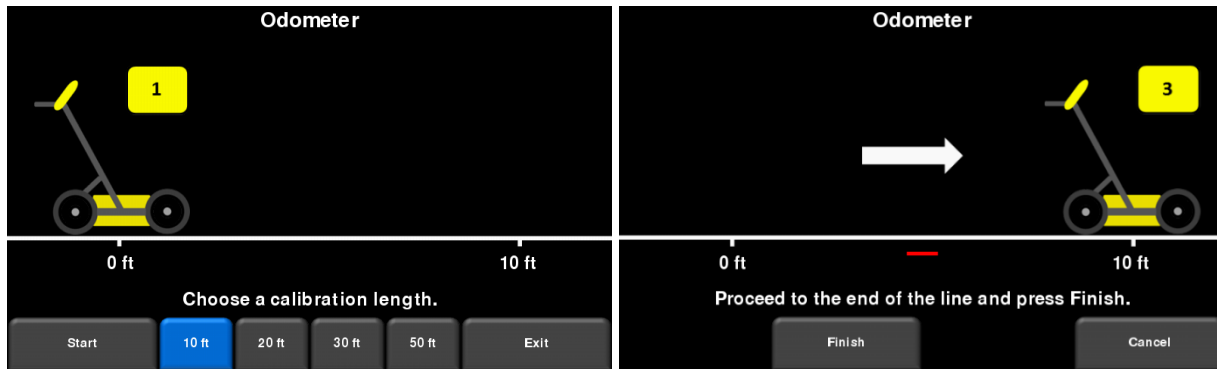 Odometer
1
0 ft 10 ft
Choose a calibration length.
Start 10 ft 20 ft 30 ft 50 ft Exit
Odometer
3
0 ft 10 ft
Proceed to the end of the line and press Finish.
Finish Cancel